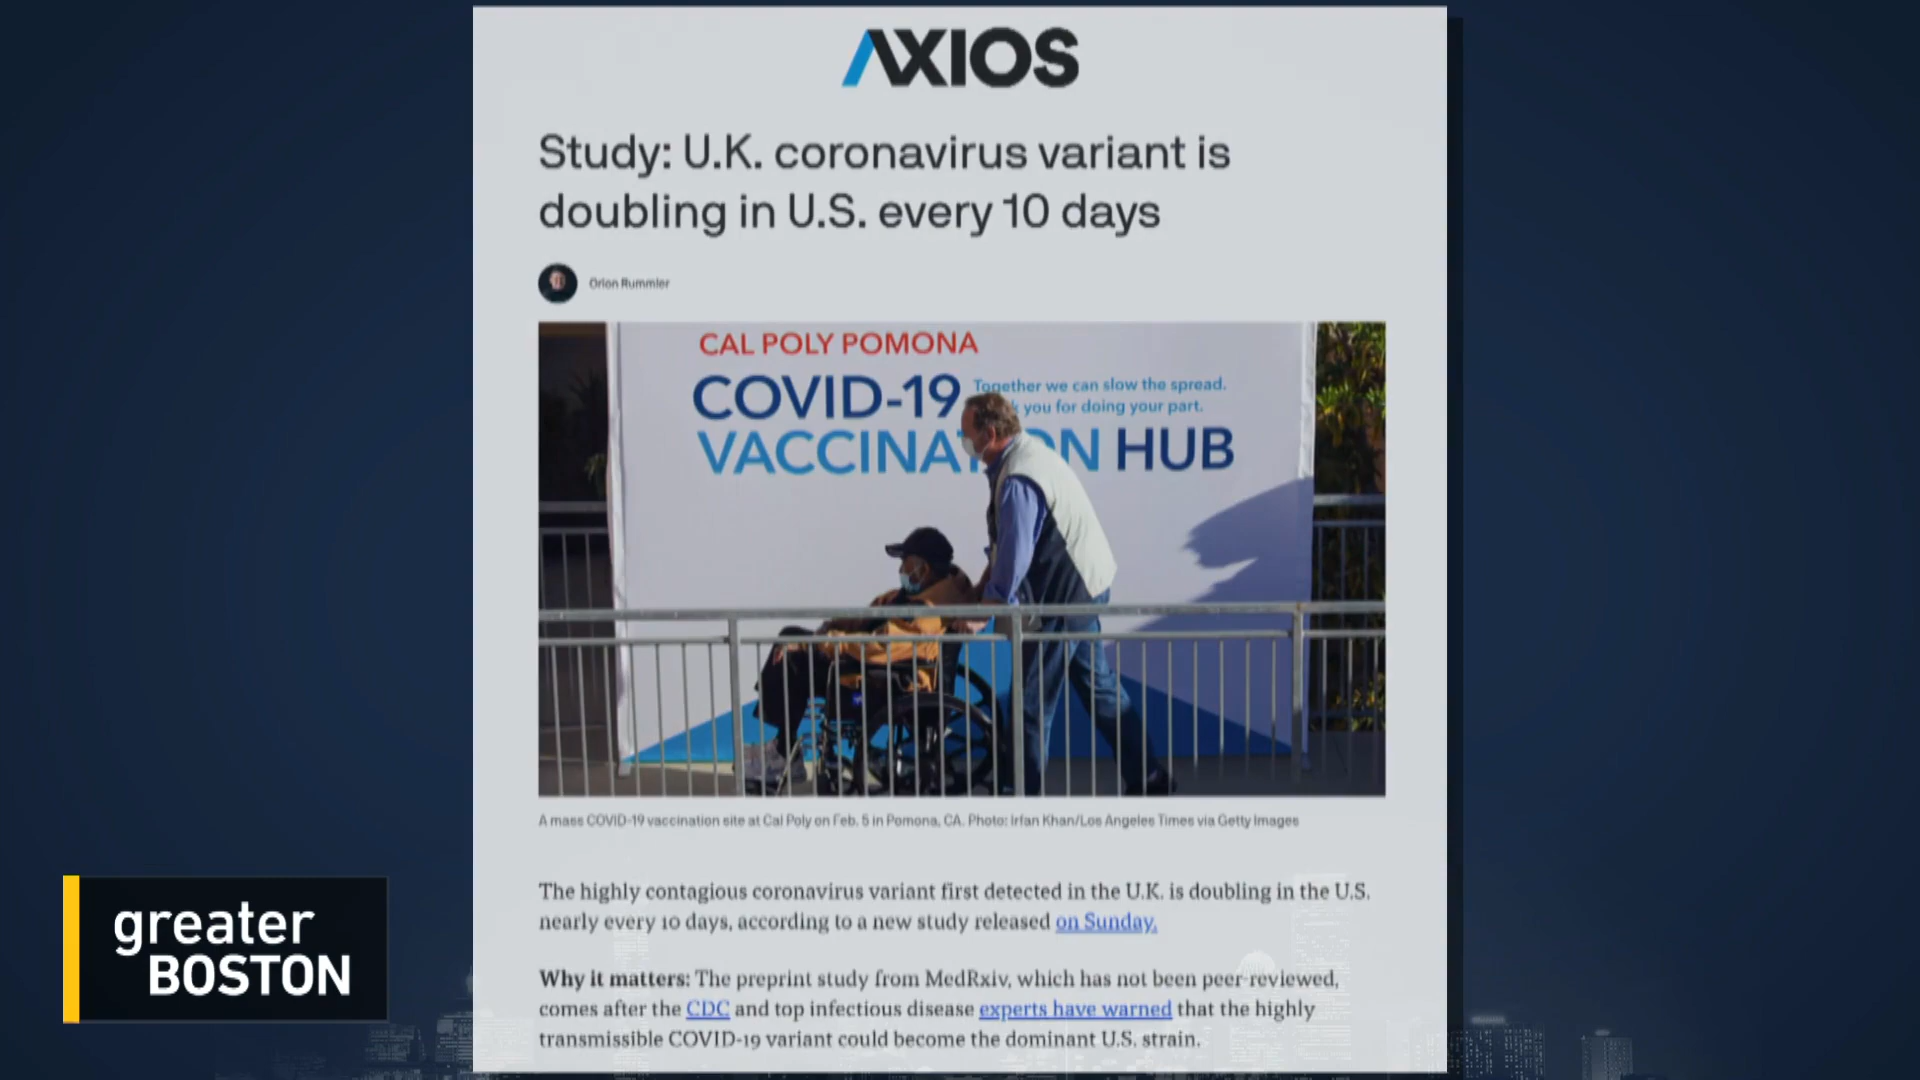 AXIOS
Study: U.K. coronavirus variant is
doubling in U.S. every 10 days
Orion Rummler
CAL POLY POMONA
COVID-19
Together we can slow the spread.
you for doing your part.
HUB
A mass COVID-19 vaccination site at Cal Poly on Feb. 5 in Pomona, CA. Photo: Irfan Khan/Los Angeles Times via Getty Images
The highly contagious coronavirus variant first detected in the U.K. is doubling in the U.S.
nearly every 10 days, according to a new study released on Sunday.
Why it matters: The preprint study from MedRxiv, which has not been peer-reviewed,
comes after the CDC and top infectious disease experts have warned that the highly
transmissible COVID-19 variant could become the dominant U.S. strain.
greater
BOSTON